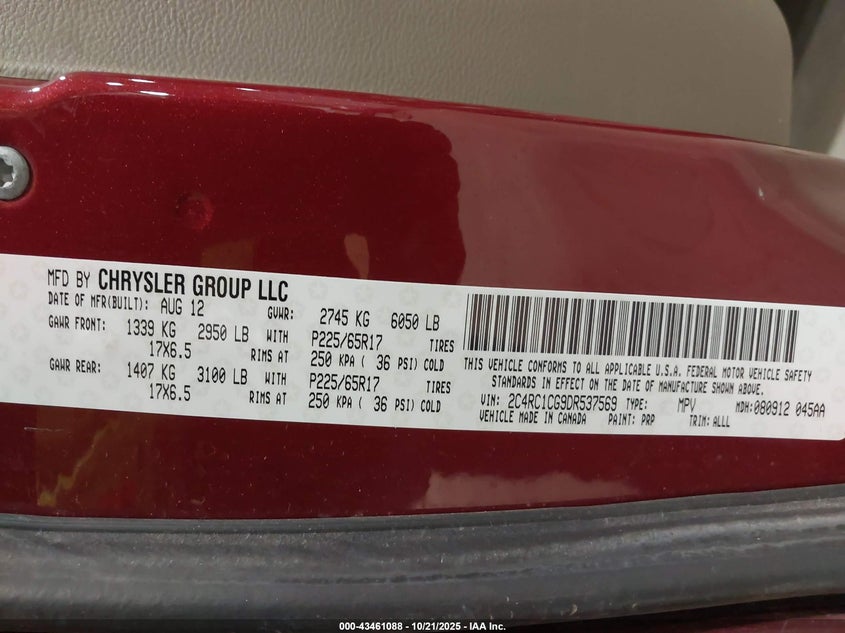 MFD BY CHRYSLER GROUP LLC
DATE OF MFR(BUILT): AUG 12 GVWR: 2745 KG 6050 LB
GAWR FRONT: 1339 KG 2950 LB WITH P225/65R17 TIRES
17X6.5 RIMS AT 250 KPA ( 36 PSI) COLD
GAWR REAR: 1407 KG 3100 LB WITH P225/65R17 TIRES
17X6.5 RIMS AT 250 KPA ( 36 PSI) COLD
THIS VEHICLE CONFORMS TO ALL APPLICABLE U.S.A. FEDERAL MOTOR VEHICLE SAFETY
STANDARDS IN EFFECT ON THE DATE OF MANUFACTURE SHOWN ABOVE.
VIN: 2C4RC1CG9DR537569 TYPE: MPV MDH:080912 045AA
VEHICLE MADE IN CANADA PAINT: PRP TRIM: ALLL
000-43461088 - 10/21/2025 - IAA Inc.